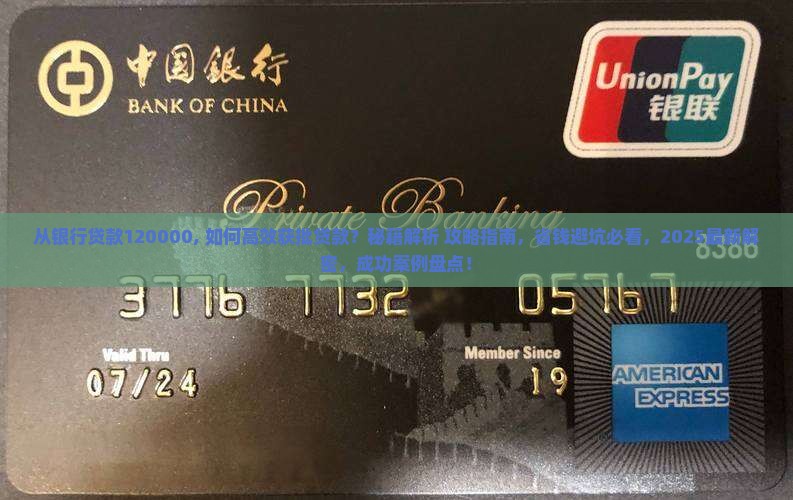 中国銀行
BANK OF CHINA
UnionPay
银联
Private Banking
从银行贷款120000, 如何高效获批贷款？秘籍解析 攻略指南，省钱避坑必看，2025最新
成功案例盘点！
8386
3776 7732 05767
Valid Thru
07/24
Member Since
19
AMERICAN
EXPRESS